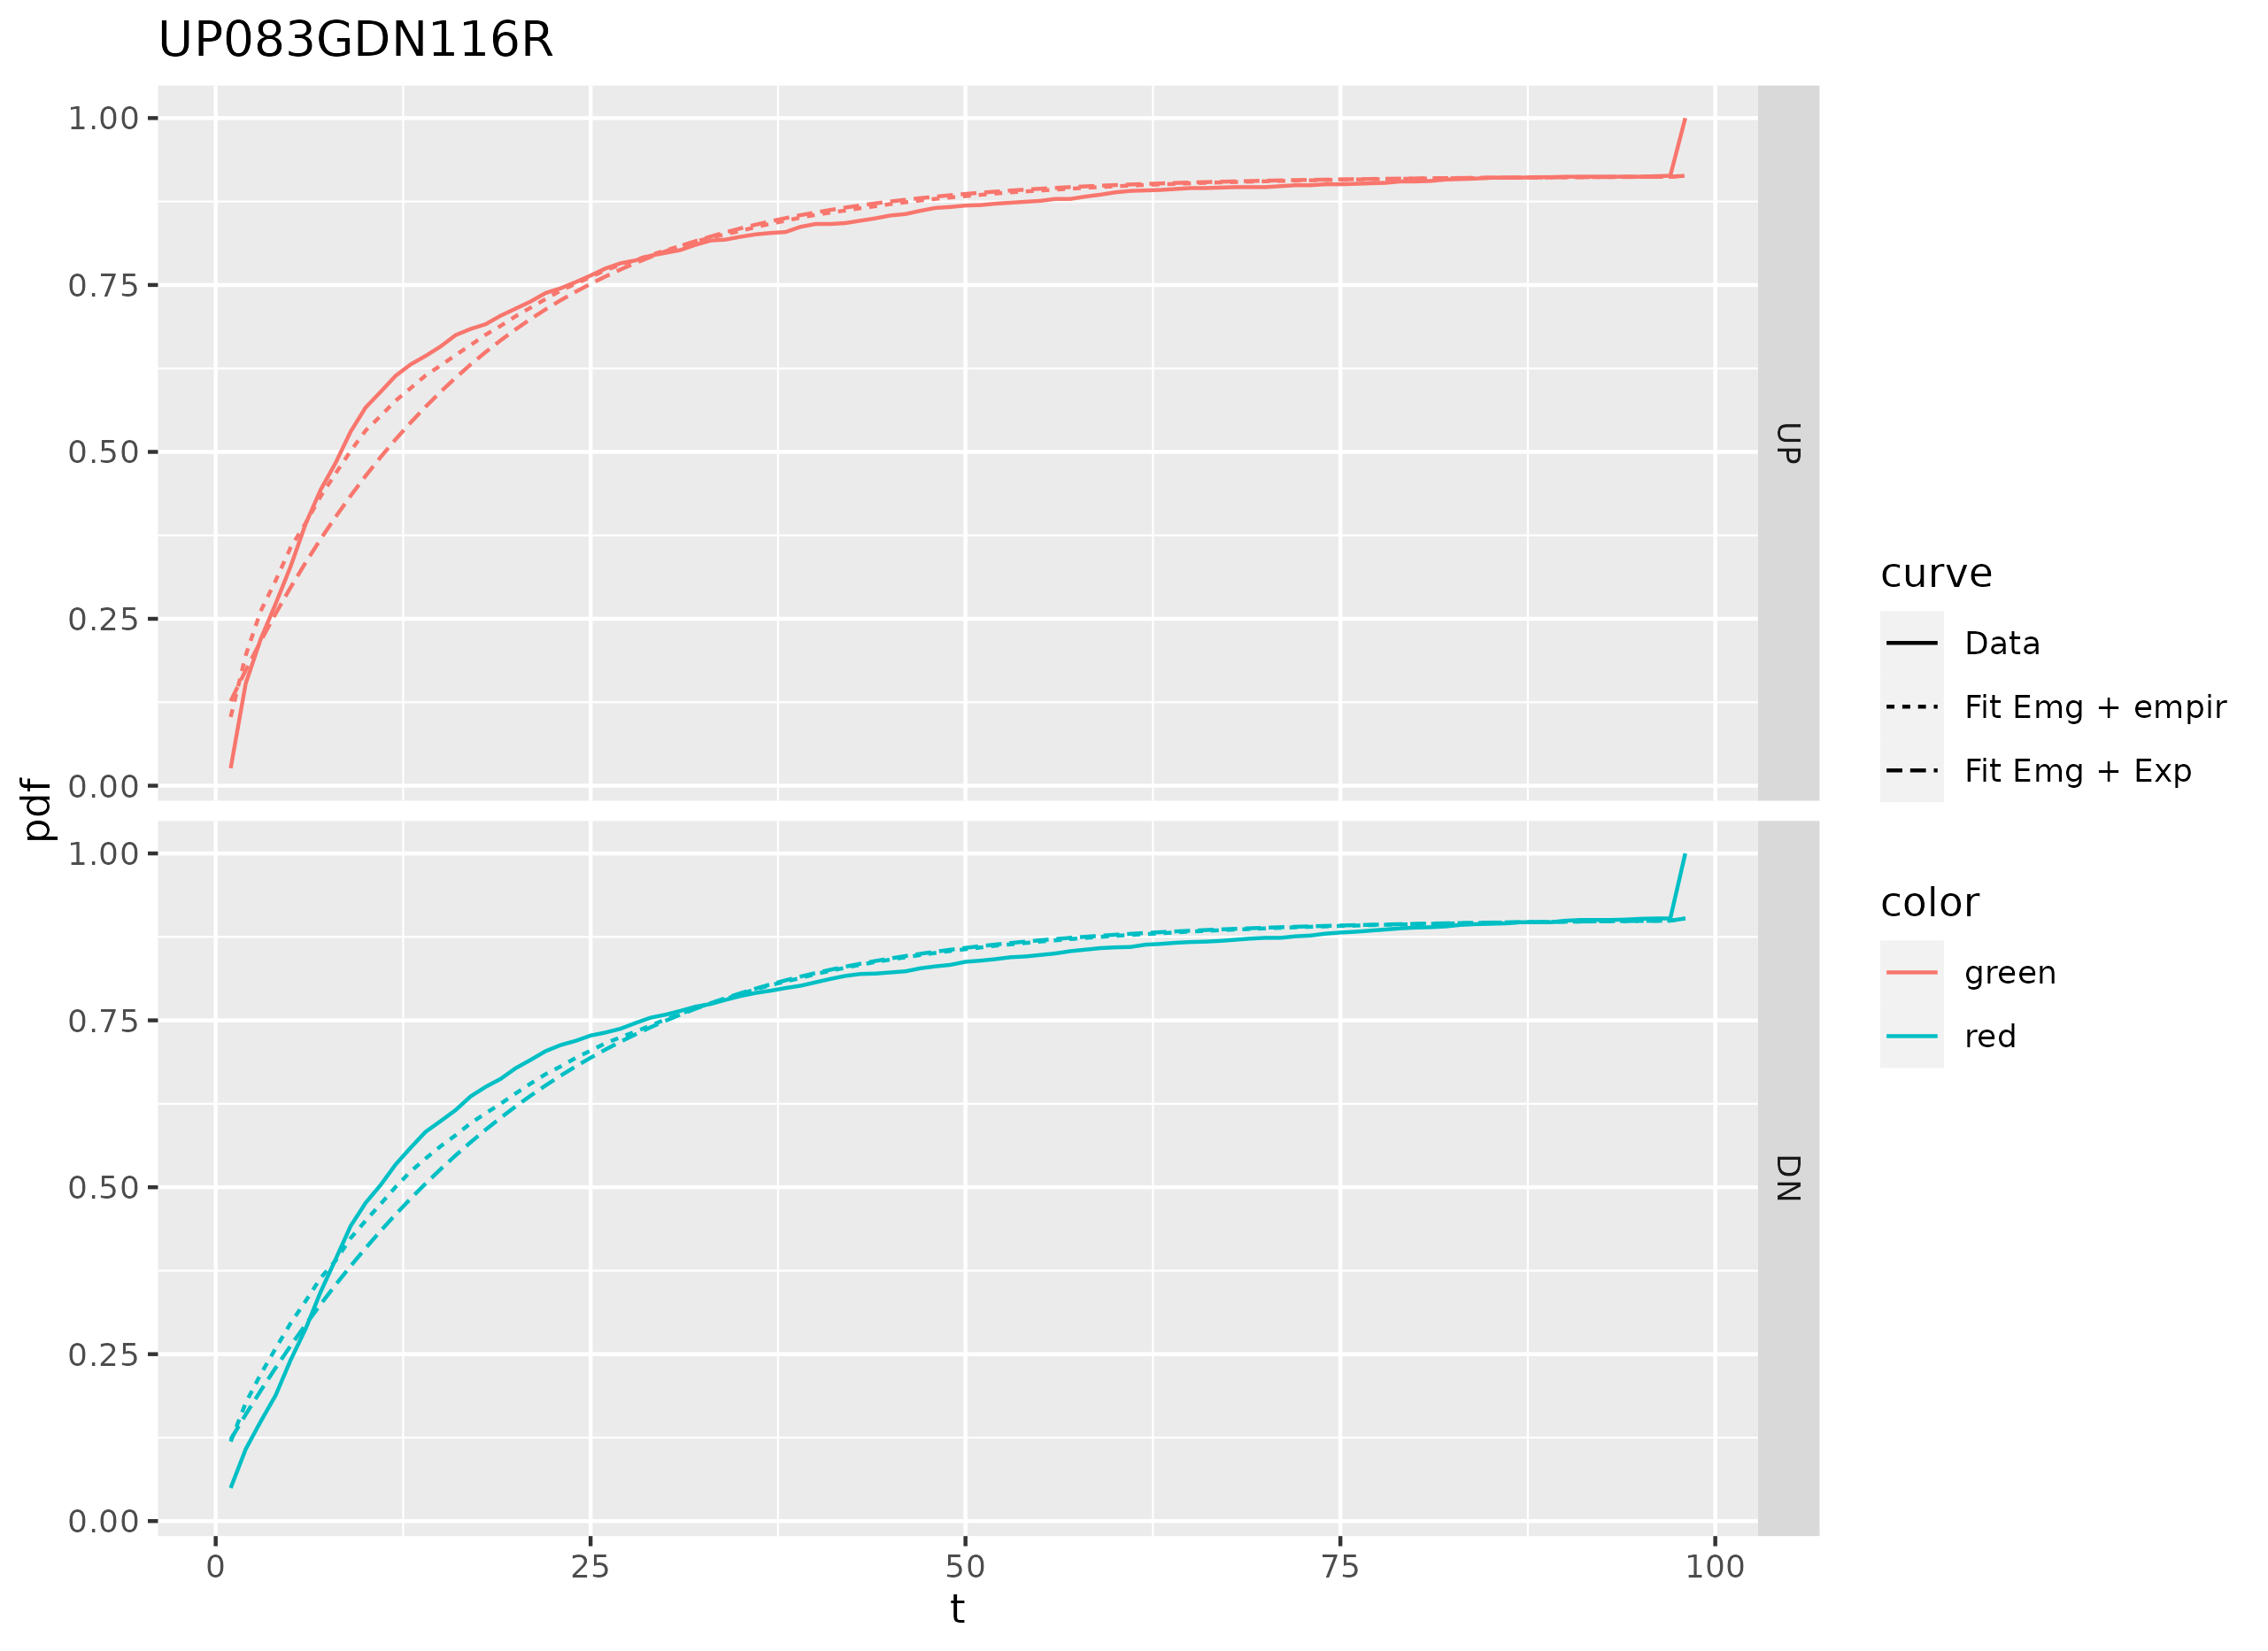 UP083GDN116R
pdf
1.00
0.75
0.50
0.25
0.00
UP
1.00
0.75
0.50
0.25
0.00
DN
0 25 50 75 100
t
curve
Data
Fit Emg + empir
Fit Emg + Exp
color
green
red